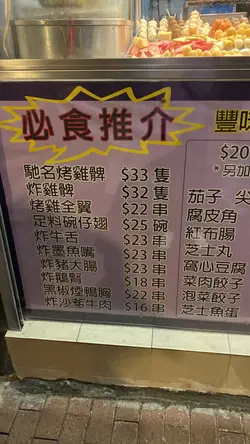 必食推介
馳名烤雞髀 $33 隻
炸雞髀 $32 隻
烤雞全翼 $22 串
足料碗仔翅 $25 碗
炸牛舌 $23 串
炸墨魚嘴 $23 串
炸豬大腸 $23 串
炸鵝腎 $18 串
黑椒煙鴨胸 $22 串
炸沙爹牛肉 $16 串
豐味
$20
*另加
茄子 尖
腐皮角
紅布腸
芝士丸
窩心豆腐
菜肉餃子
泡菜餃子
芝士魚蛋